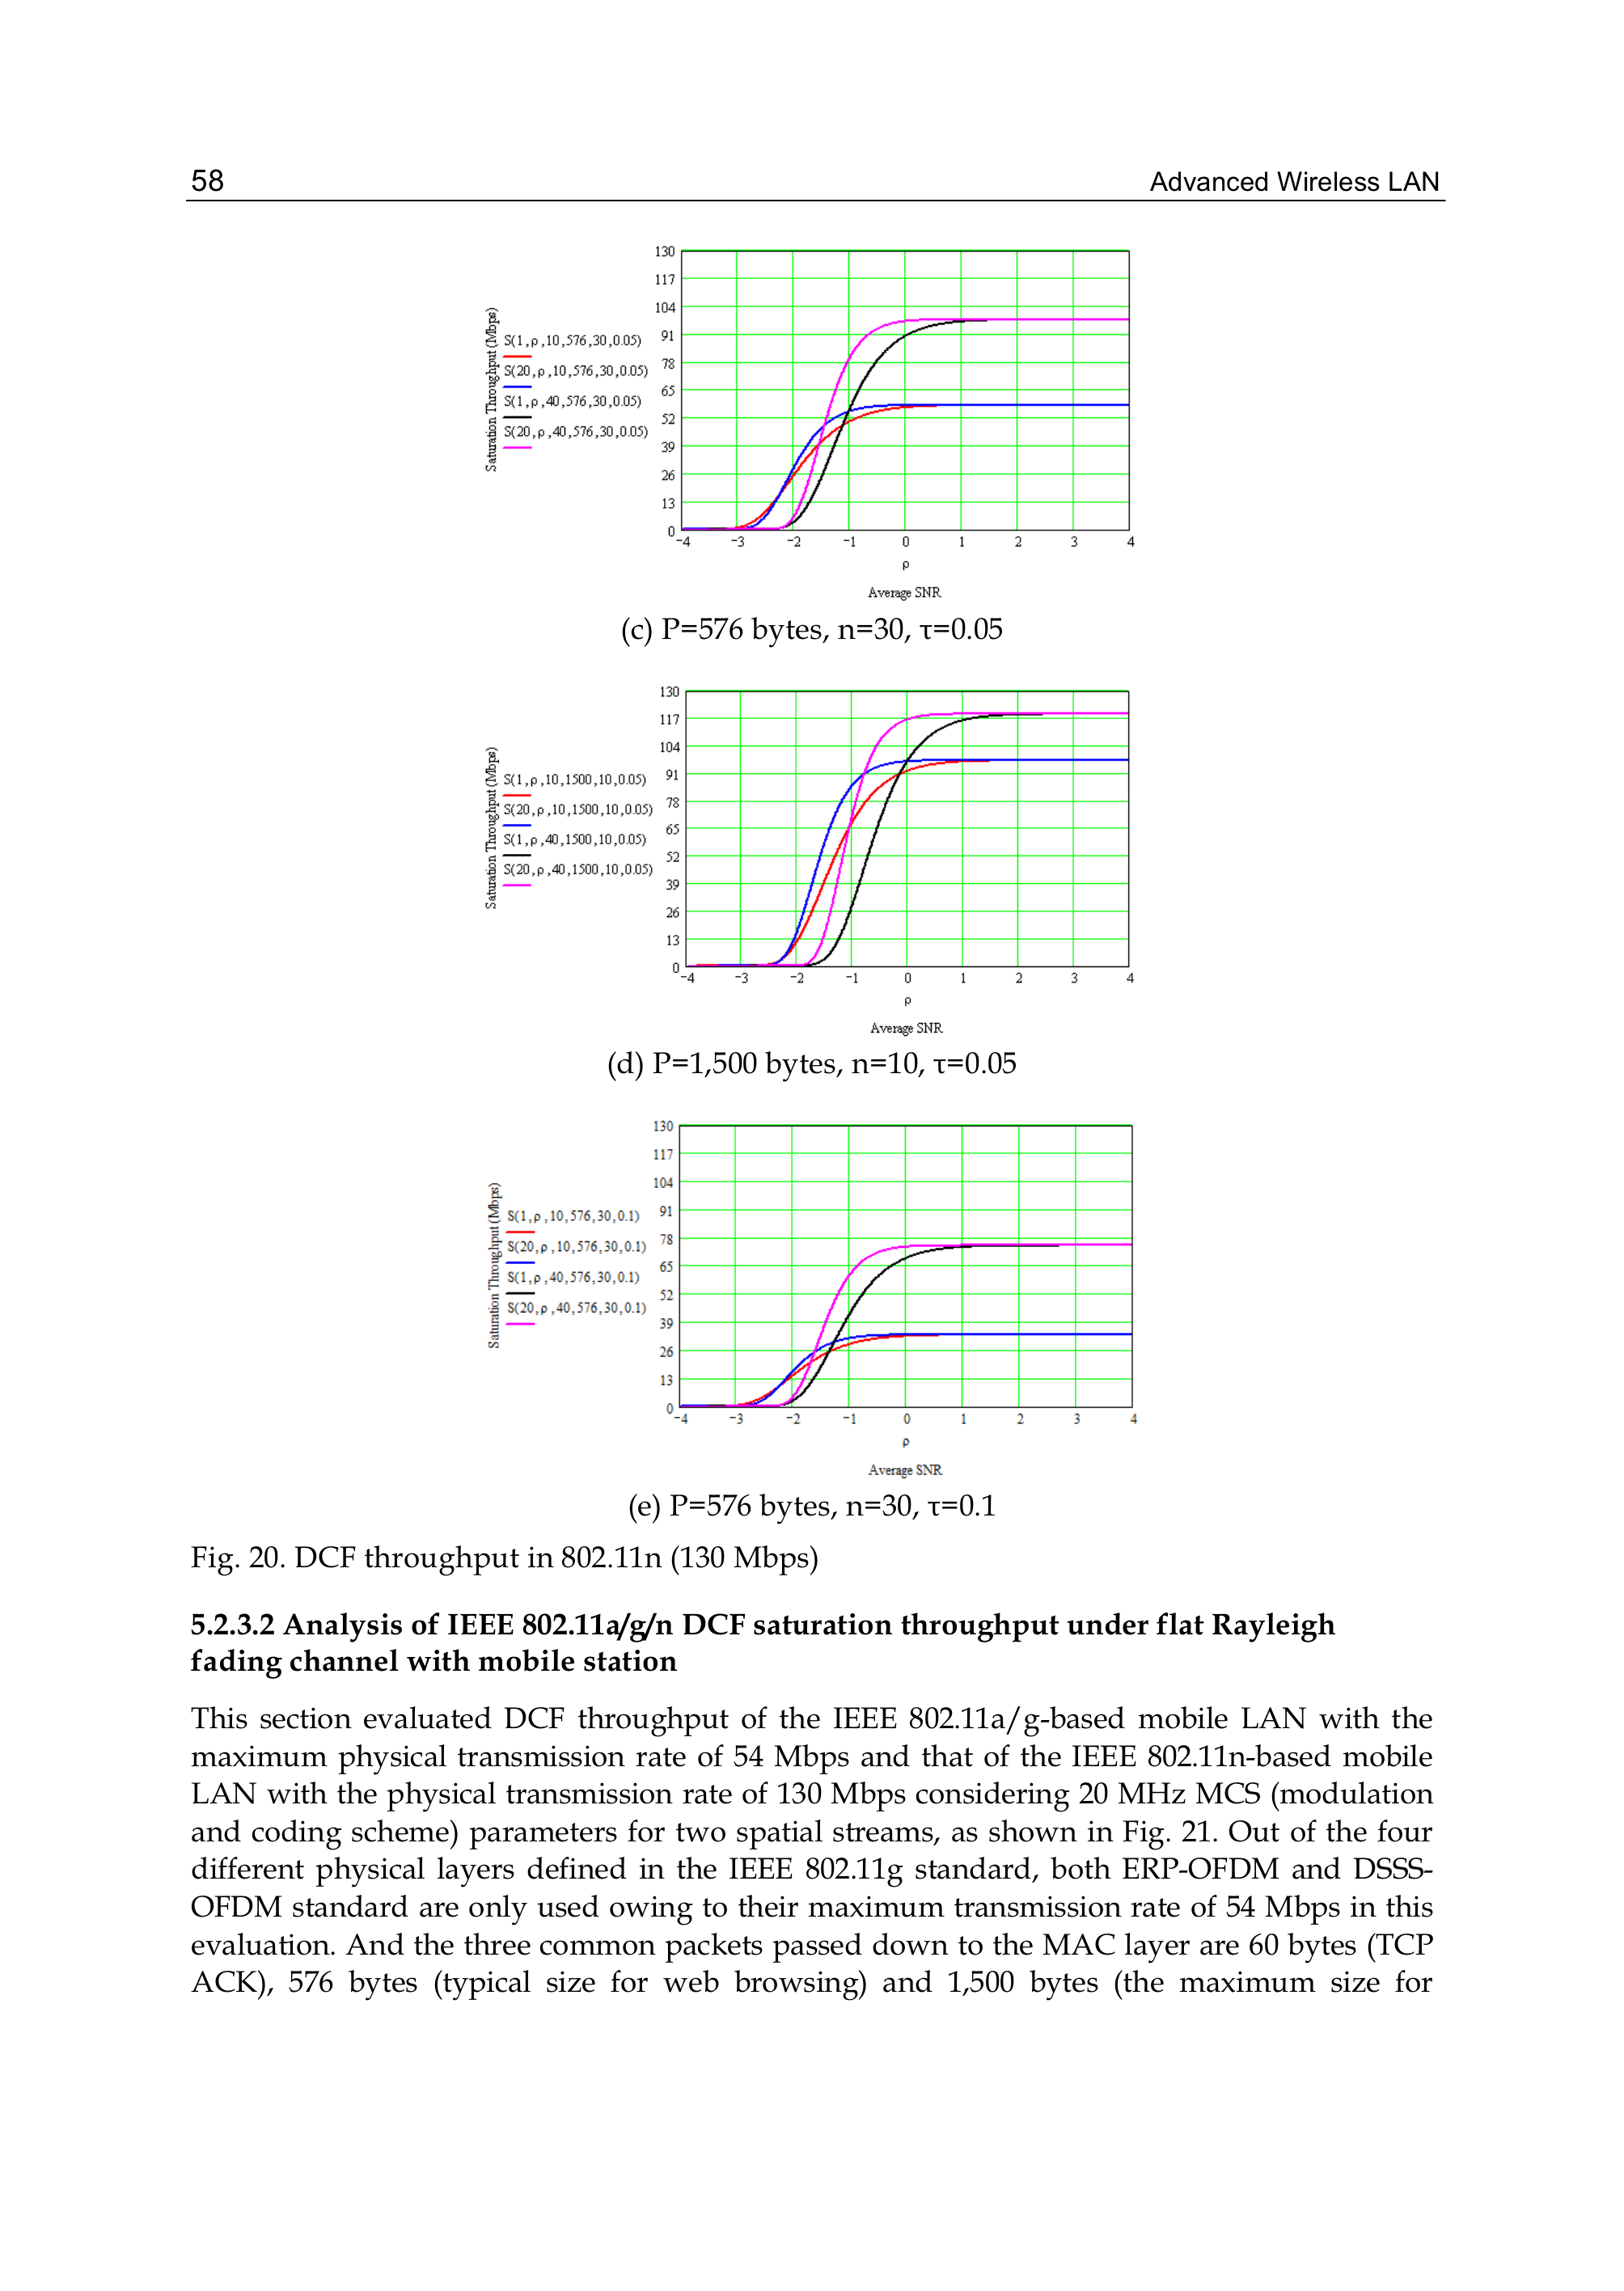 58 Advanced Wireless LAN
130
117
104
91
78
65
52
39
26
13
0
Saturation Throughput (Mbps)
S(1,ρ,10,576,30,0.05)
S(20,ρ,10,576,30,0.05)
S(1,ρ,40,576,30,0.05)
S(20,ρ,40,576,30,0.05)
-4 -3 -2 -1 0 1 2 3 4
ρ
Average SNR
(c) P=576 bytes, n=30, τ=0.05
130
117
104
91
78
65
52
39
26
13
0
Saturation Throughput (Mbps)
S(1,ρ,10,1500,10,0.05)
S(20,ρ,10,1500,10,0.05)
S(1,ρ,40,1500,10,0.05)
S(20,ρ,40,1500,10,0.05)
-4 -3 -2 -1 0 1 2 3 4
ρ
Average SNR
(d) P=1,500 bytes, n=10, τ=0.05
130
117
104
91
78
65
52
39
26
13
0
Saturation Throughput (Mbps)
S(1,ρ,10,576,30,0.1)
S(20,ρ,10,576,30,0.1)
S(1,ρ,40,576,30,0.1)
S(20,ρ,40,576,30,0.1)
-4 -3 -2 -1 0 1 2 3 4
ρ
Average SNR
(e) P=576 bytes, n=30, τ=0.1
Fig. 20. DCF throughput in 802.11n (130 Mbps)
5.2.3.2 Analysis of IEEE 802.11a/g/n DCF saturation throughput under flat Rayleigh
fading channel with mobile station
This section evaluated DCF throughput of the IEEE 802.11a/g-based mobile LAN with the
maximum physical transmission rate of 54 Mbps and that of the IEEE 802.11n-based mobile
LAN with the physical transmission rate of 130 Mbps considering 20 MHz MCS (modulation
and coding scheme) parameters for two spatial streams, as shown in Fig. 21. Out of the four
different physical layers defined in the IEEE 802.11g standard, both ERP-OFDM and DSSS-
OFDM standard are only used owing to their maximum transmission rate of 54 Mbps in this
evaluation. And the three common packets passed down to the MAC layer are 60 bytes (TCP
ACK), 576 bytes (typical size for web browsing) and 1,500 bytes (the maximum size for